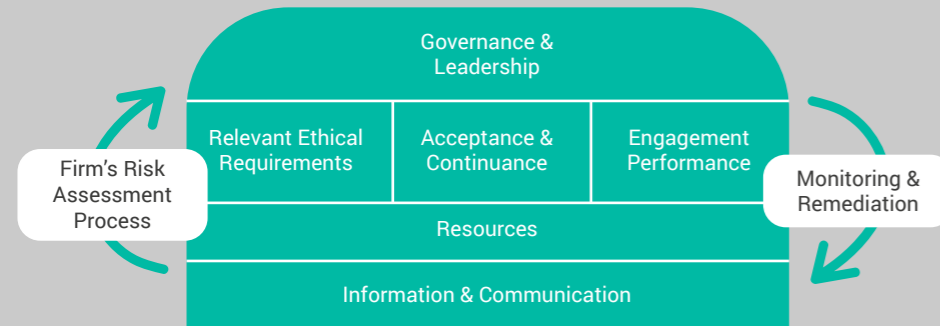 Governance &
Leadership
Relevant Ethical
Requirements
Acceptance &
Continuance
Engagement
Performance
Firm’s Risk
Assessment
Process
Monitoring &
Remediation
Resources
Information & Communication